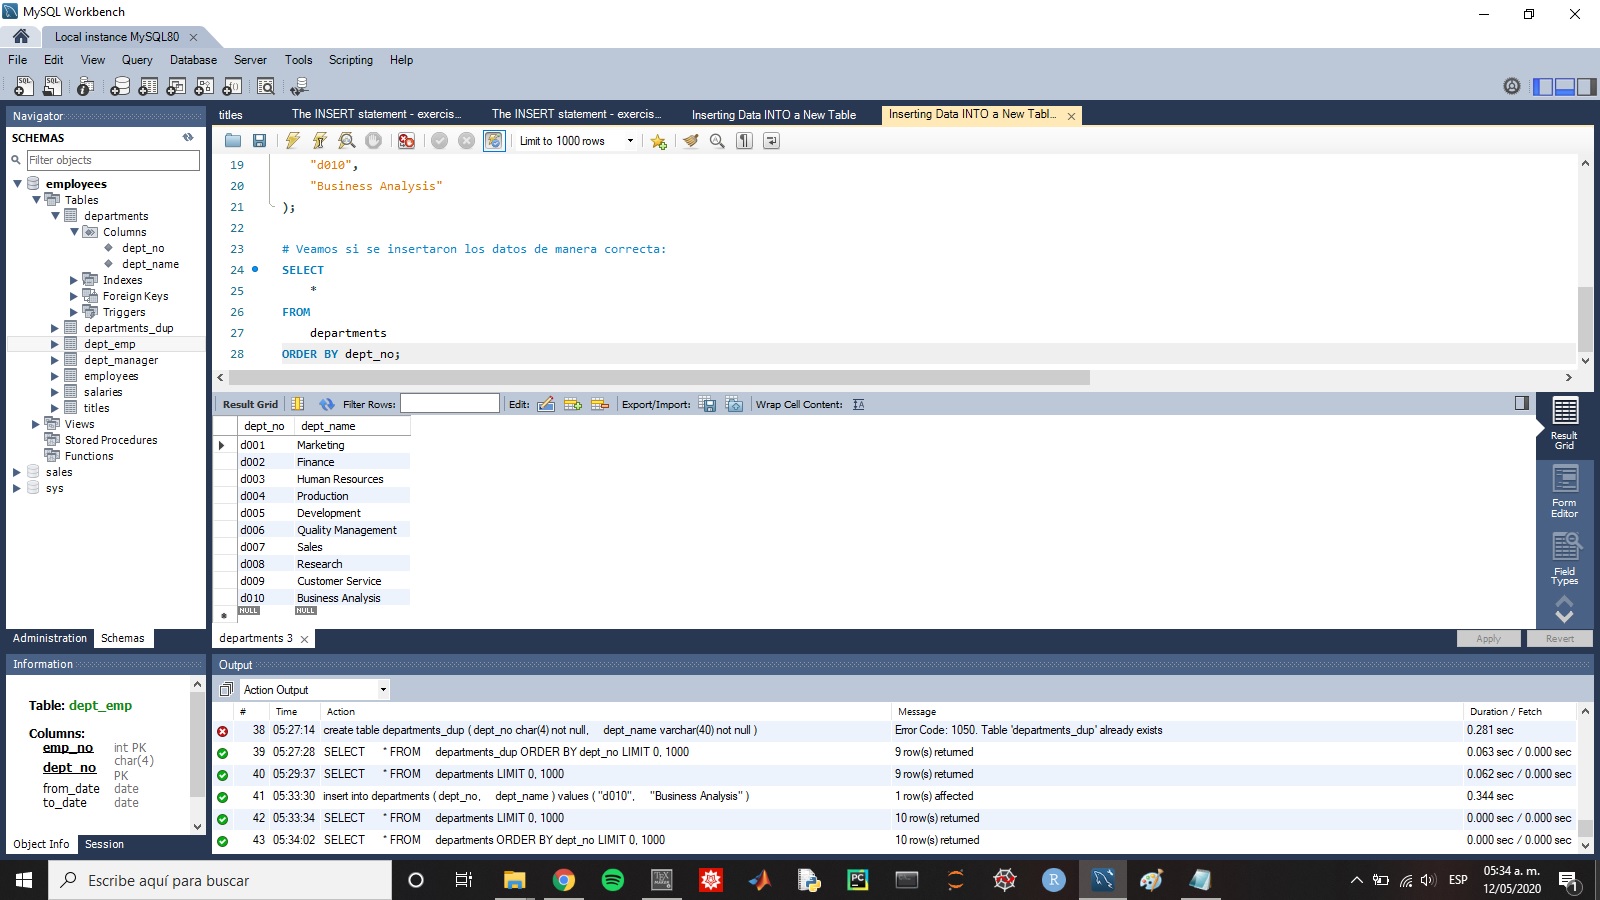 MySQL Workbench
Local instance MySQL80
File Edit View Query Database Server Tools Scripting Help
Navigator
SCHEMAS
Filter objects
employees
Tables
departments
Columns
dept_no
dept_name
Indexes
Foreign Keys
Triggers
departments_dup
dept_emp
dept_manager
employees
salaries
titles
Views
Stored Procedures
Functions
sales
sys
Administration Schemas
Information
Table: dept_emp
Columns:
emp_no int PK
dept_no char(4) PK
from_date date
to_date date
Object Info Session
titles The INSERT statement - exercis... The INSERT statement - exercis... Inserting Data INTO a New Table Inserting Data INTO a New Tabl...
Limit to 1000 rows
19 "d010",
20 "Business Analysis"
21 );
22
23 # Veamos si se insertaron los datos de manera correcta:
24 SELECT
25 *
26 FROM
27 departments
28 ORDER BY dept_no;
Result Grid Filter Rows: Edit: Export/Import: Wrap Cell Content:
dept_no dept_name
d001 Marketing
d002 Finance
d003 Human Resources
d004 Production
d005 Development
d006 Quality Management
d007 Sales
d008 Research
d009 Customer Service
d010 Business Analysis
NULL NULL
Result Grid
Form Editor
Field Types
departments 3
Apply Revert
Output
Action Output
# Time Action Message Duration / Fetch
38 05:27:14 create table departments_dup ( dept_no char(4) not null, dept_name varchar(40) not null ) Error Code: 1050. Table 'departments_dup' already exists 0.281 sec
39 05:27:28 SELECT * FROM departments_dup ORDER BY dept_no LIMIT 0, 1000 9 row(s) returned 0.063 sec / 0.000 sec
40 05:29:37 SELECT * FROM departments LIMIT 0, 1000 9 row(s) returned 0.062 sec / 0.000 sec
41 05:33:30 insert into departments ( dept_no, dept_name ) values ( "d010", "Business Analysis" ) 1 row(s) affected 0.344 sec
42 05:33:34 SELECT * FROM departments LIMIT 0, 1000 10 row(s) returned 0.000 sec / 0.000 sec
43 05:34:02 SELECT * FROM departments ORDER BY dept_no LIMIT 0, 1000 10 row(s) returned 0.000 sec / 0.000 sec
Escribe aquí para buscar
ESP
05:34 a. m.
12/05/2020
1